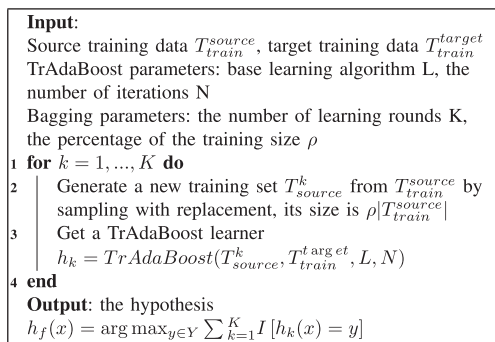 Input:
Source training data $T_{train}^{source}$, target training data $T_{train}^{target}$
TrAdaBoost parameters: base learning algorithm L, the
number of iterations N
Bagging parameters: the number of learning rounds K,
the percentage of the training size $\rho$
1 for $k = 1, ..., K$ do
2 Generate a new training set $T_{source}^{k}$ from $T_{train}^{source}$ by
sampling with replacement, its size is $\rho|T_{train}^{source}|$
3 Get a TrAdaBoost learner
$h_k = TrAdaBoost(T_{source}^{k}, T_{train}^{t\,arg\,et}, L, N)$
4 end
Output: the hypothesis
$h_f(x) = \arg\max_{y \in Y} \sum_{k=1}^{K} I\,[h_k(x) = y]$